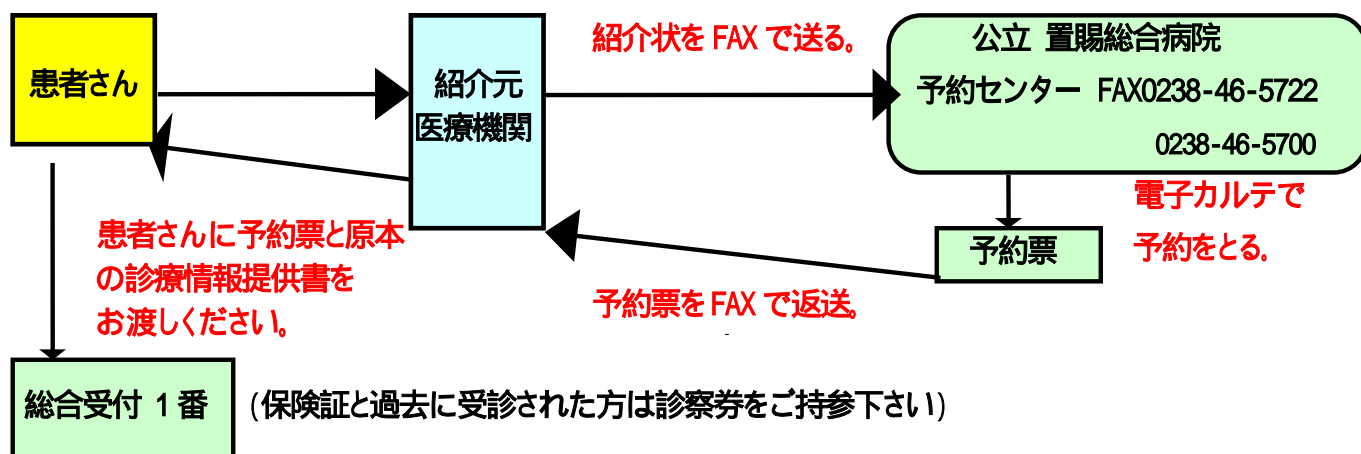 患者さん
紹介元
医療機関
紹介状を FAX で送る。
公立 置賜総合病院
予約センター FAX0238-46-5722
0238-46-5700
電子カルテで
予約をとる。
予約票
予約票を FAX で返送。
患者さんに予約票と原本
の診療情報提供書を
お渡しください。
総合受付 1 番
(保険証と過去に受診された方は診察券をご持参下さい)